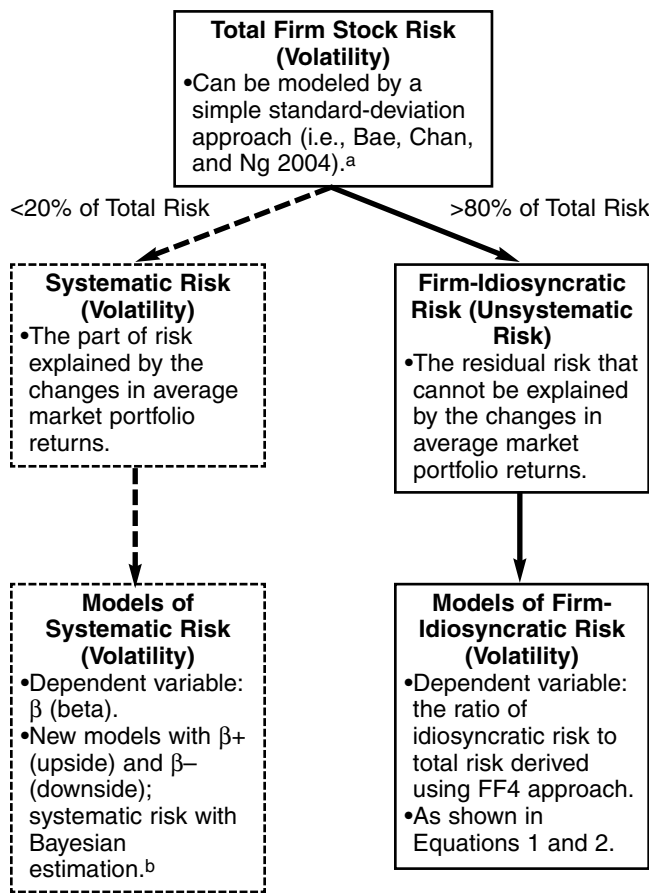 Total Firm Stock Risk
(Volatility)
•Can be modeled by a
simple standard-deviation
approach (i.e., Bae, Chan,
and Ng 2004).a
<20% of Total Risk
>80% of Total Risk
Systematic Risk
(Volatility)
•The part of risk
explained by the
changes in average
market portfolio
returns.
Firm-Idiosyncratic
Risk (Unsystematic
Risk)
•The residual risk that
cannot be explained
by the changes in
average market
portfolio returns.
Models of
Systematic Risk
(Volatility)
•Dependent variable:
β (beta).
•New models with β+
(upside) and β–
(downside);
systematic risk with
Bayesian
estimation.b
Models of Firm-
Idiosyncratic Risk
(Volatility)
•Dependent variable:
the ratio of
idiosyncratic risk to
total risk derived
using FF4 approach.
•As shown in
Equations 1 and 2.